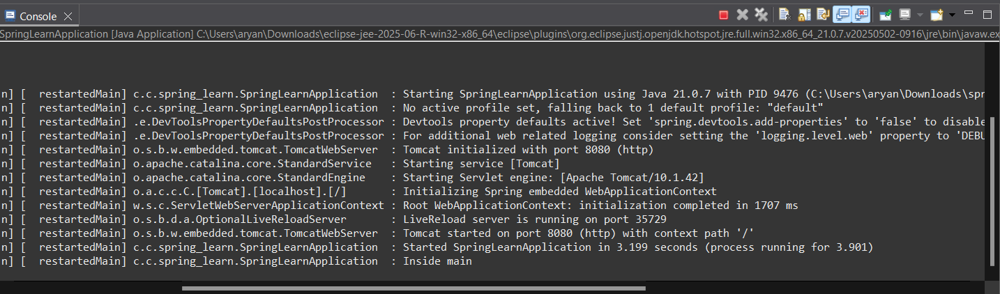 Console
SpringLearnApplication [Java Application] C:\Users\aryan\Downloads\eclipse-jee-2025-06-R-win32-x86_64\eclipse\plugins\org.eclipse.justj.openjdk.hotspot.jre.full.win32.x86_64_21.0.7.v20250502-0916\jre\bin\javaw.ex
n] [  restartedMain] c.c.spring_learn.SpringLearnApplication  : Starting SpringLearnApplication using Java 21.0.7 with PID 9476 (C:\Users\aryan\Downloads\spr
n] [  restartedMain] c.c.spring_learn.SpringLearnApplication  : No active profile set, falling back to 1 default profile: "default"
n] [  restartedMain] .e.DevToolsPropertyDefaultsPostProcessor : Devtools property defaults active! Set 'spring.devtools.add-properties' to 'false' to disable
n] [  restartedMain] .e.DevToolsPropertyDefaultsPostProcessor : For additional web related logging consider setting the 'logging.level.web' property to 'DEBU
n] [  restartedMain] o.s.b.w.embedded.tomcat.TomcatWebServer  : Tomcat initialized with port 8080 (http)
n] [  restartedMain] o.apache.catalina.core.StandardService   : Starting service [Tomcat]
n] [  restartedMain] o.apache.catalina.core.StandardEngine    : Starting Servlet engine: [Apache Tomcat/10.1.42]
n] [  restartedMain] o.a.c.c.C.[Tomcat].[localhost].[/]       : Initializing Spring embedded WebApplicationContext
n] [  restartedMain] w.s.c.ServletWebServerApplicationContext : Root WebApplicationContext: initialization completed in 1707 ms
n] [  restartedMain] o.s.b.d.a.OptionalLiveReloadServer       : LiveReload server is running on port 35729
n] [  restartedMain] o.s.b.w.embedded.tomcat.TomcatWebServer  : Tomcat started on port 8080 (http) with context path '/'
n] [  restartedMain] c.c.spring_learn.SpringLearnApplication  : Started SpringLearnApplication in 3.199 seconds (process running for 3.901)
n] [  restartedMain] c.c.spring_learn.SpringLearnApplication  : Inside main